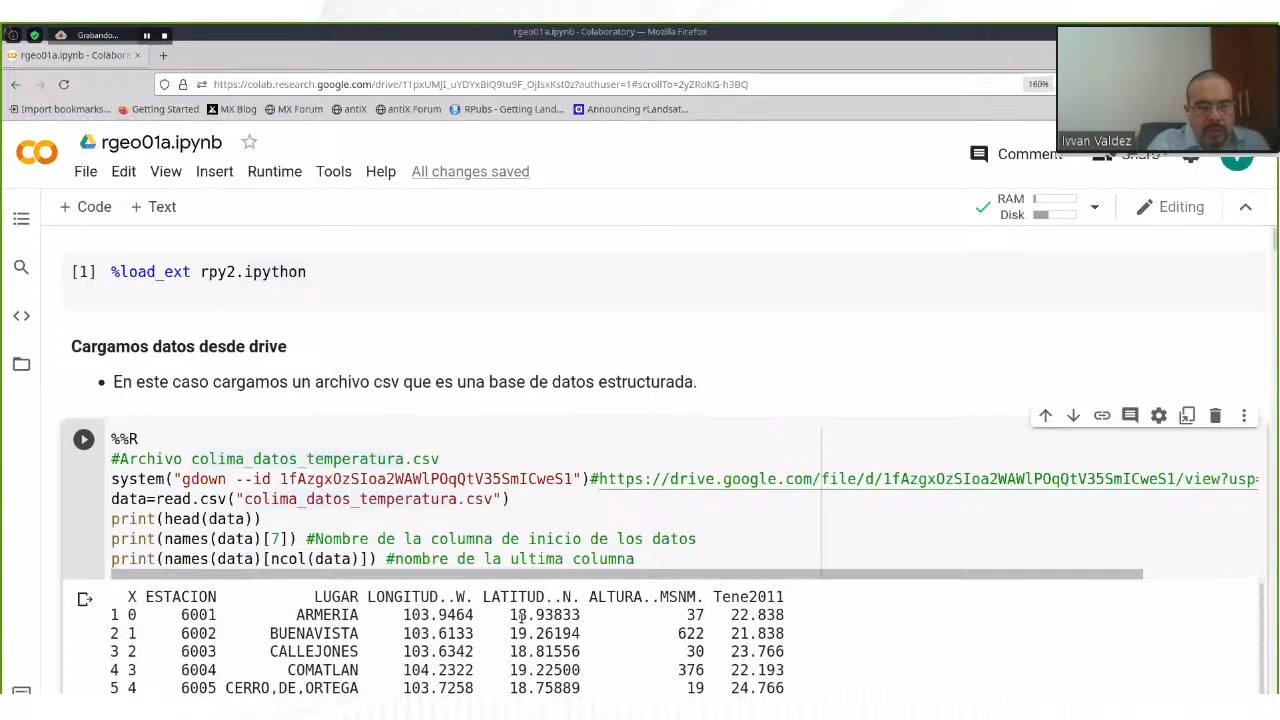 Grabando...
rgeo01a.ipynb - Colaboratory — Mozilla Firefox
rgeo01a.ipynb - Colabora
https://colab.research.google.com/drive/11pxUMJI_uYDYxBiQ9tu9F_OjIsxKst0z?authuser=1#scrollTo=2yZRoKG-h3BQ
160%
Import bookmarks... Getting Started MX Blog MX Forum antiX antiX Forum RPubs - Getting Land... Announcing rLandsat...
Ivvan Valdez
rgeo01a.ipynb
Comment Share
File Edit View Insert Runtime Tools Help All changes saved
+ Code + Text
RAM
Disk
Editing
[1] %load_ext rpy2.ipython
Cargamos datos desde drive
• En este caso cargamos un archivo csv que es una base de datos estructurada.
%%R
#Archivo colima_datos_temperatura.csv
system("gdown --id 1fAzgxOzSIoa2WAWlPOqQtV35SmICweS1")#https://drive.google.com/file/d/1fAzgxOzSIoa2WAWlPOqQtV35SmICweS1/view?usp=
data=read.csv("colima_datos_temperatura.csv")
print(head(data))
print(names(data)[7]) #Nombre de la columna de inicio de los datos
print(names(data)[ncol(data)]) #nombre de la ultima columna
X ESTACION LUGAR LONGITUD..W. LATITUD..N. ALTURA..MSNM. Tene2011
1 0 6001 ARMERIA 103.9464 18.93833 37 22.838
2 1 6002 BUENAVISTA 103.6133 19.26194 622 21.838
3 2 6003 CALLEJONES 103.6342 18.81556 30 23.766
4 3 6004 COMATLAN 104.2322 19.22500 376 22.193
5 4 6005 CERRO,DE,ORTEGA 103.7258 18.75889 19 24.766